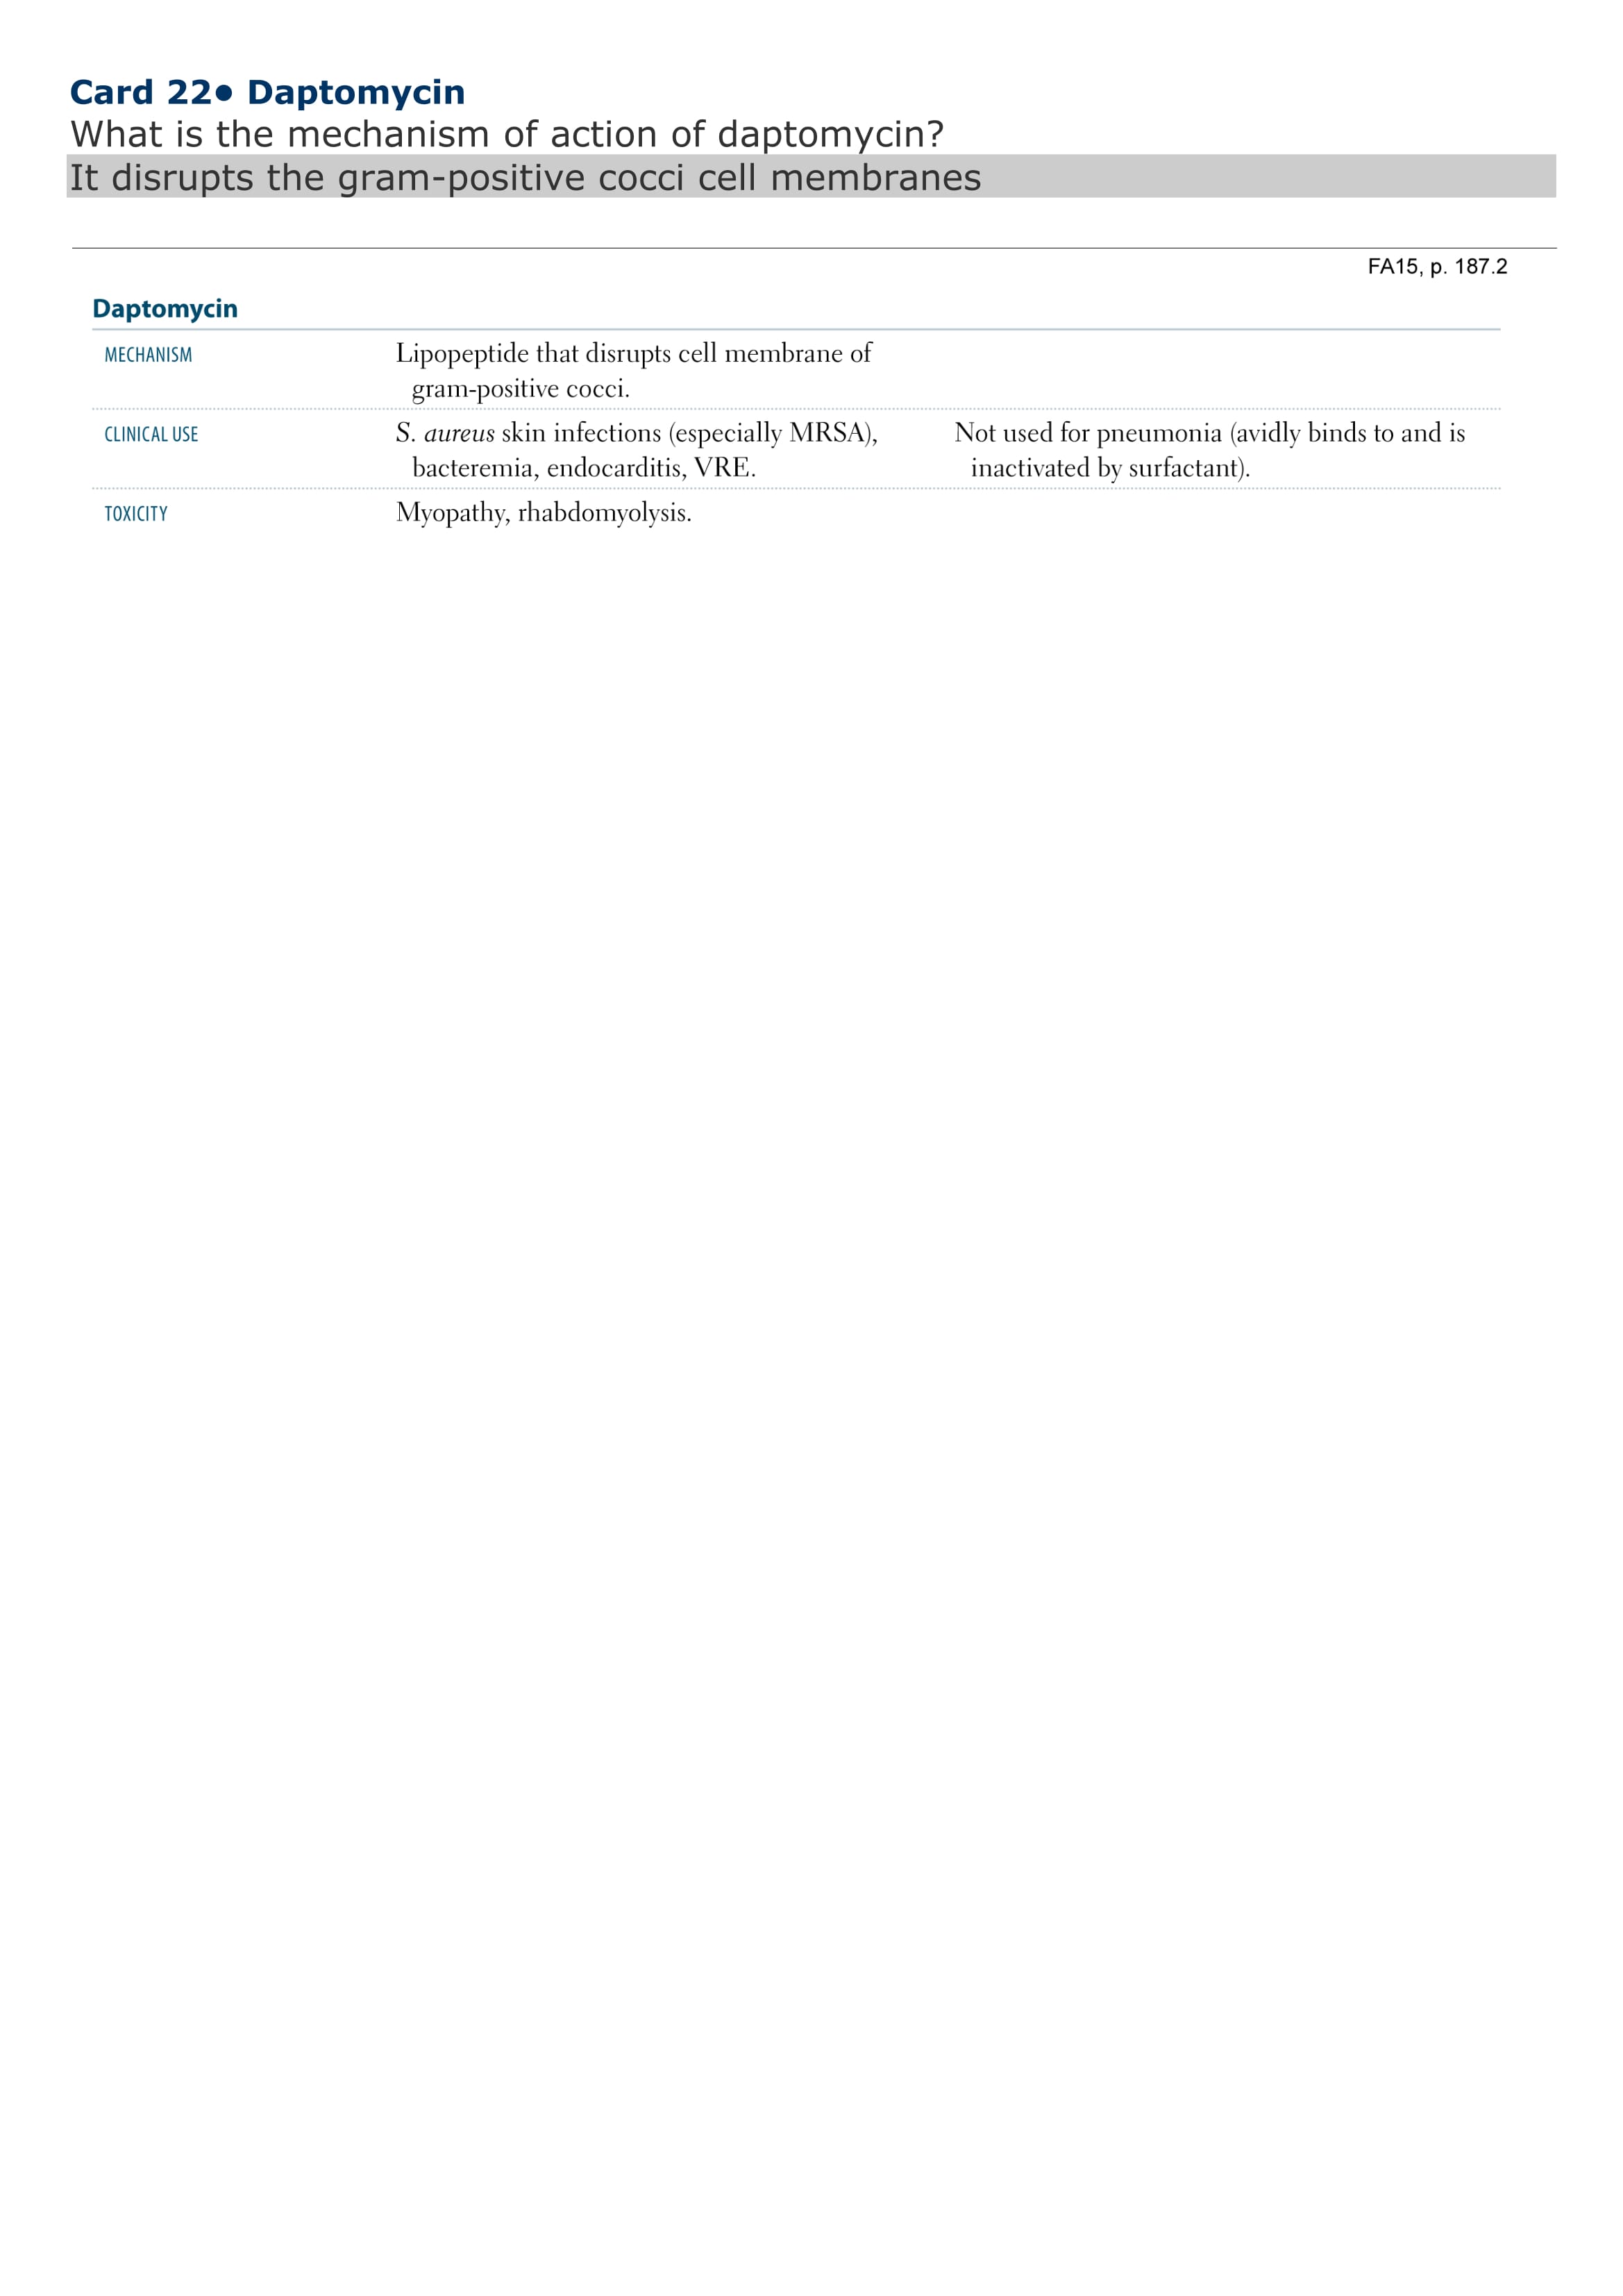 Card 22● Daptomycin
What is the mechanism of action of daptomycin?
It disrupts the gram-positive cocci cell membranes
FA15, p. 187.2
Daptomycin
MECHANISM Lipopeptide that disrupts cell membrane of
gram-positive cocci.
CLINICAL USE S. aureus skin infections (especially MRSA),
bacteremia, endocarditis, VRE.
Not used for pneumonia (avidly binds to and is
inactivated by surfactant).
TOXICITY Myopathy, rhabdomyolysis.